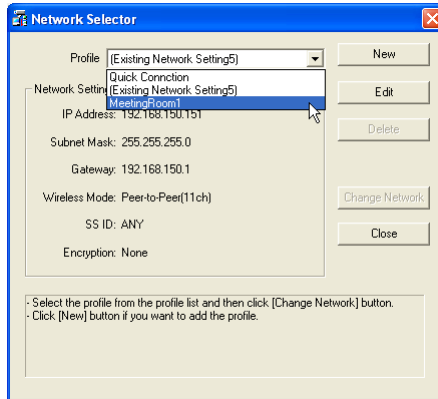 Network Selector
Profile (Existing Network Setting5) New
Quick Connction
Network Settin (Existing Network Setting5) Edit
MeetingRoom1
IP Address: 192.168.150.151
Delete
Subnet Mask: 255.255.255.0
Gateway: 192.168.150.1
Wireless Mode: Peer-to-Peer(11ch) Change Network
SS ID: ANY
Close
Encryption: None
- Select the profile from the profile list and then click [Change Network] button.
- Click [New] button if you want to add the profile.